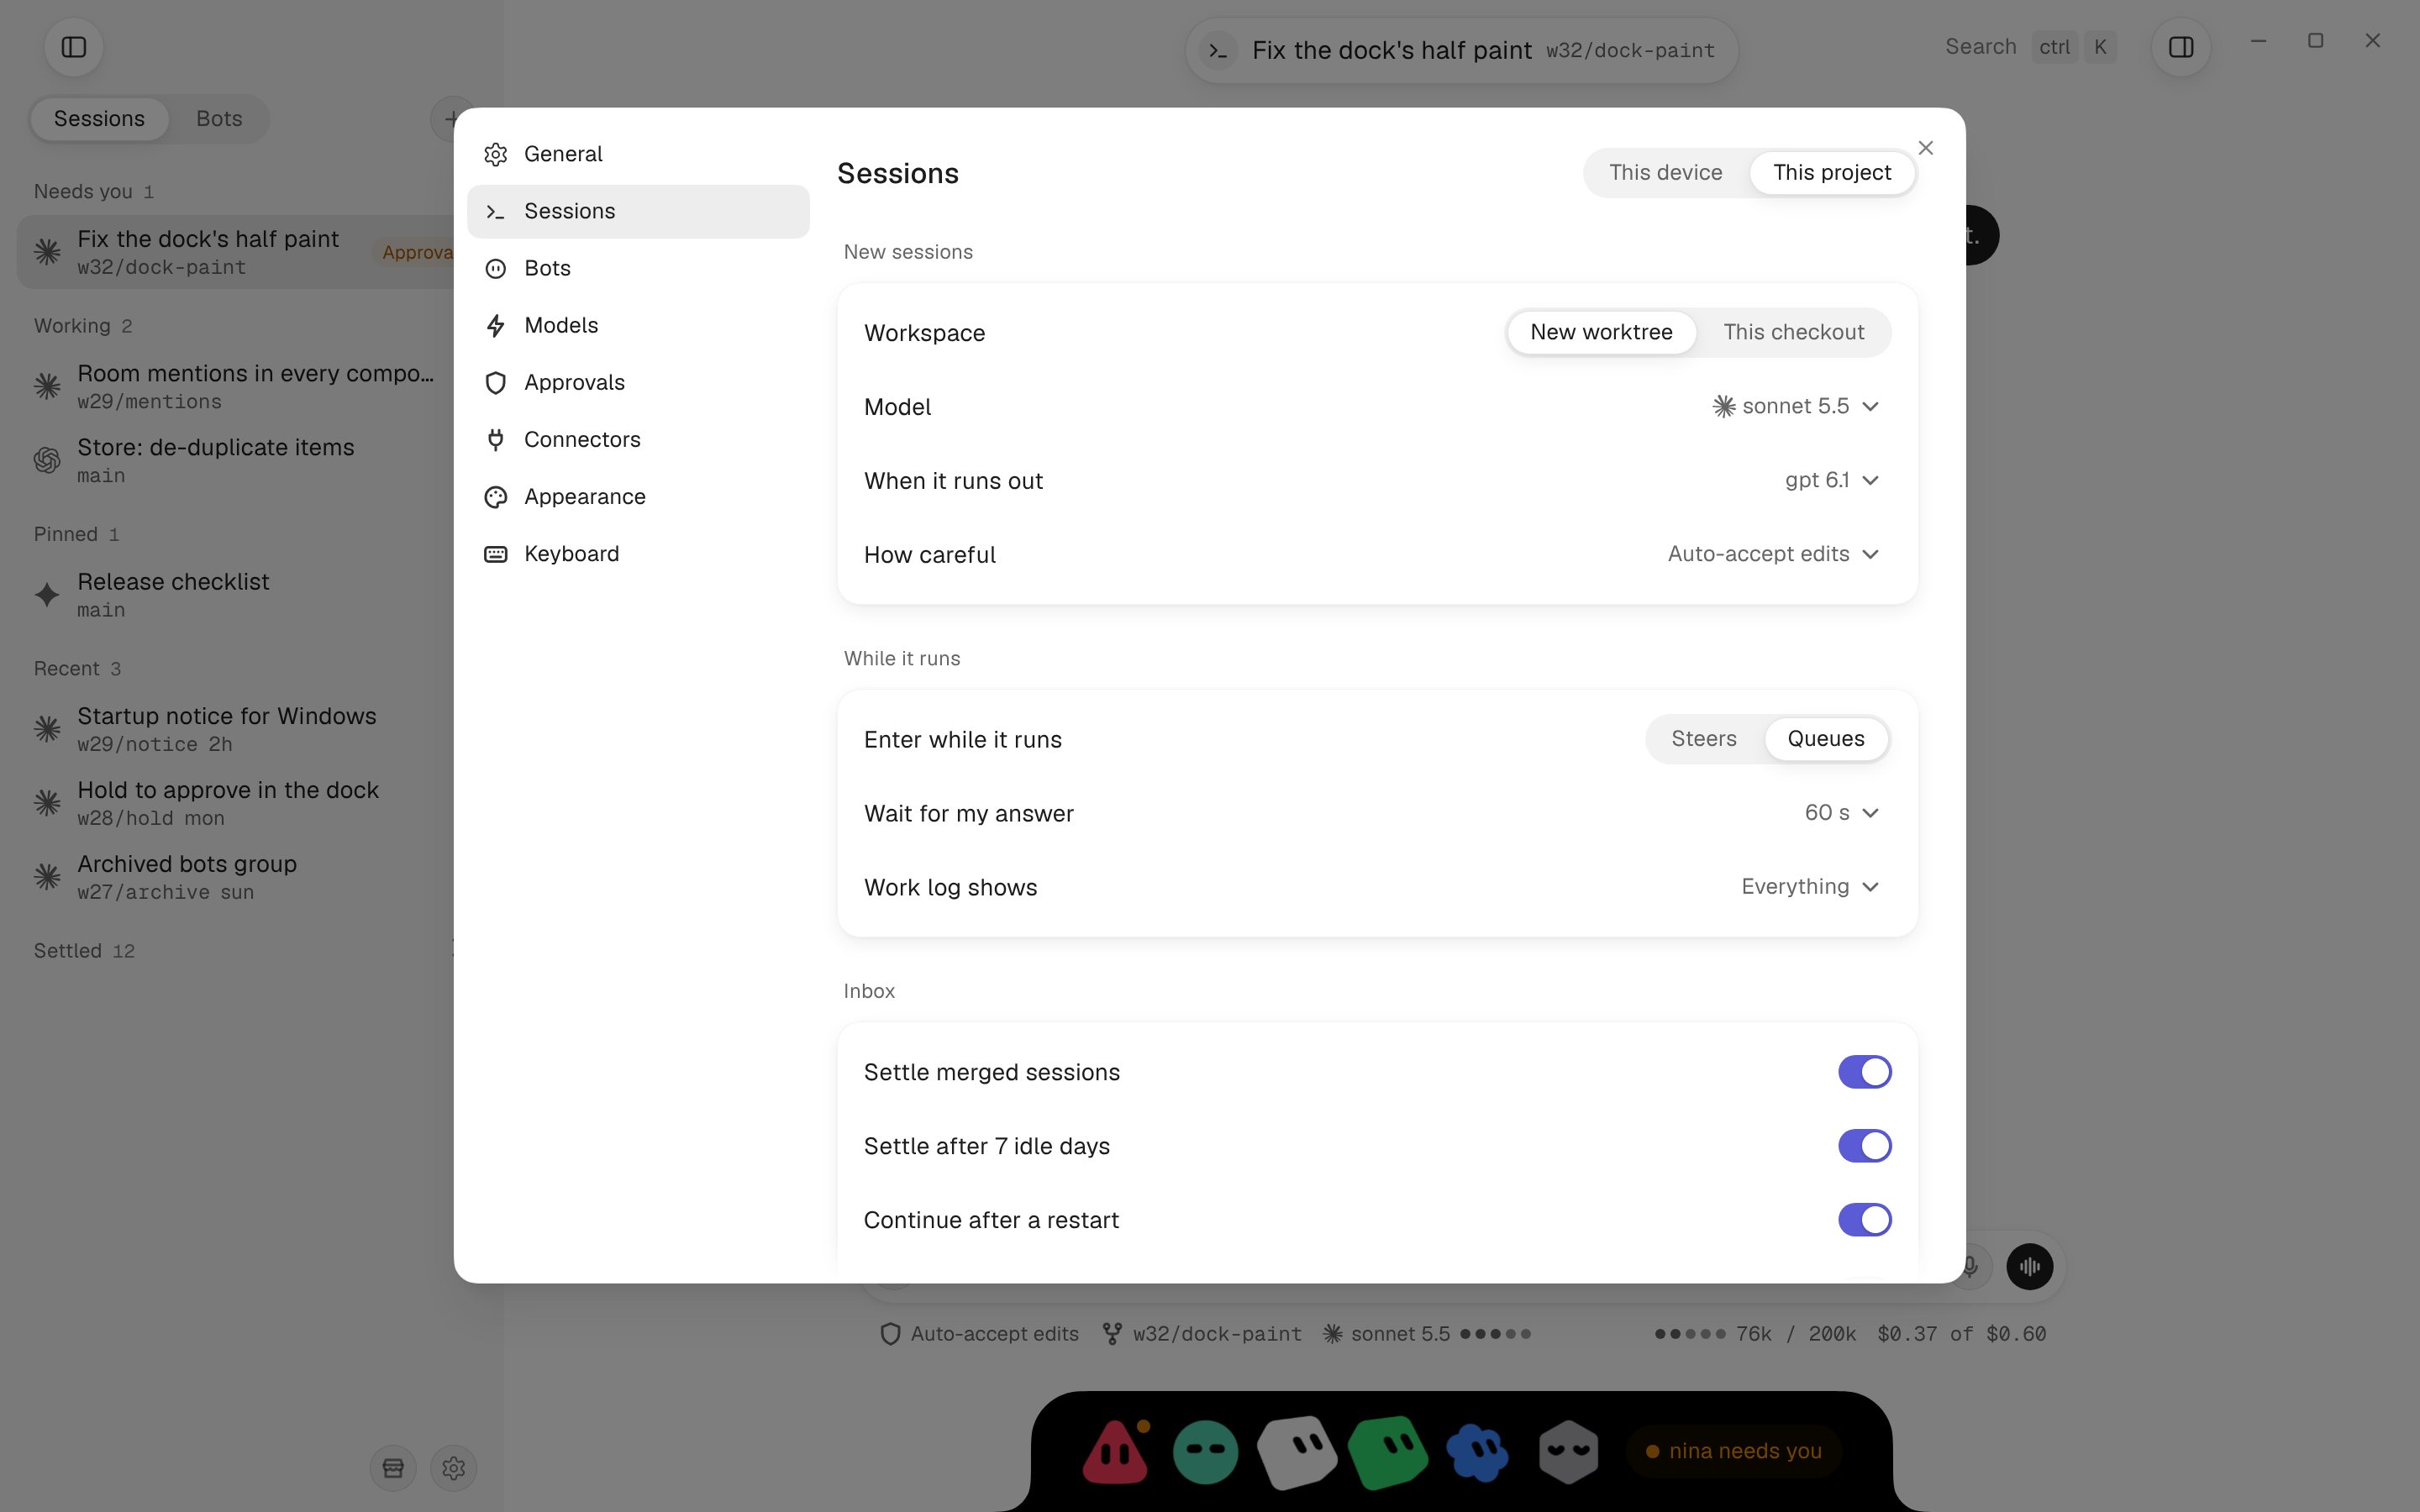 Fix the dock's half paint w32/dock-paint
Search ctrl K
Sessions Bots
Needs you 1
Fix the dock's half paint
w32/dock-paint
Working 2
Room mentions in every compo…
w29/mentions
Store: de-duplicate items
main
Pinned 1
Release checklist
main
Recent 3
Startup notice for Windows
w29/notice 2h
Hold to approve in the dock
w28/hold mon
Archived bots group
w27/archive sun
Settled 12
General
Sessions
Bots
Models
Approvals
Connectors
Appearance
Keyboard
Sessions
This device This project
New sessions
Workspace New worktree This checkout
Model sonnet 5.5
When it runs out gpt 6.1
How careful Auto-accept edits
While it runs
Enter while it runs Steers Queues
Wait for my answer 60 s
Work log shows Everything
Inbox
Settle merged sessions
Settle after 7 idle days
Continue after a restart
Auto-accept edits w32/dock-paint sonnet 5.5 76k / 200k $0.37 of $0.60
nina needs you